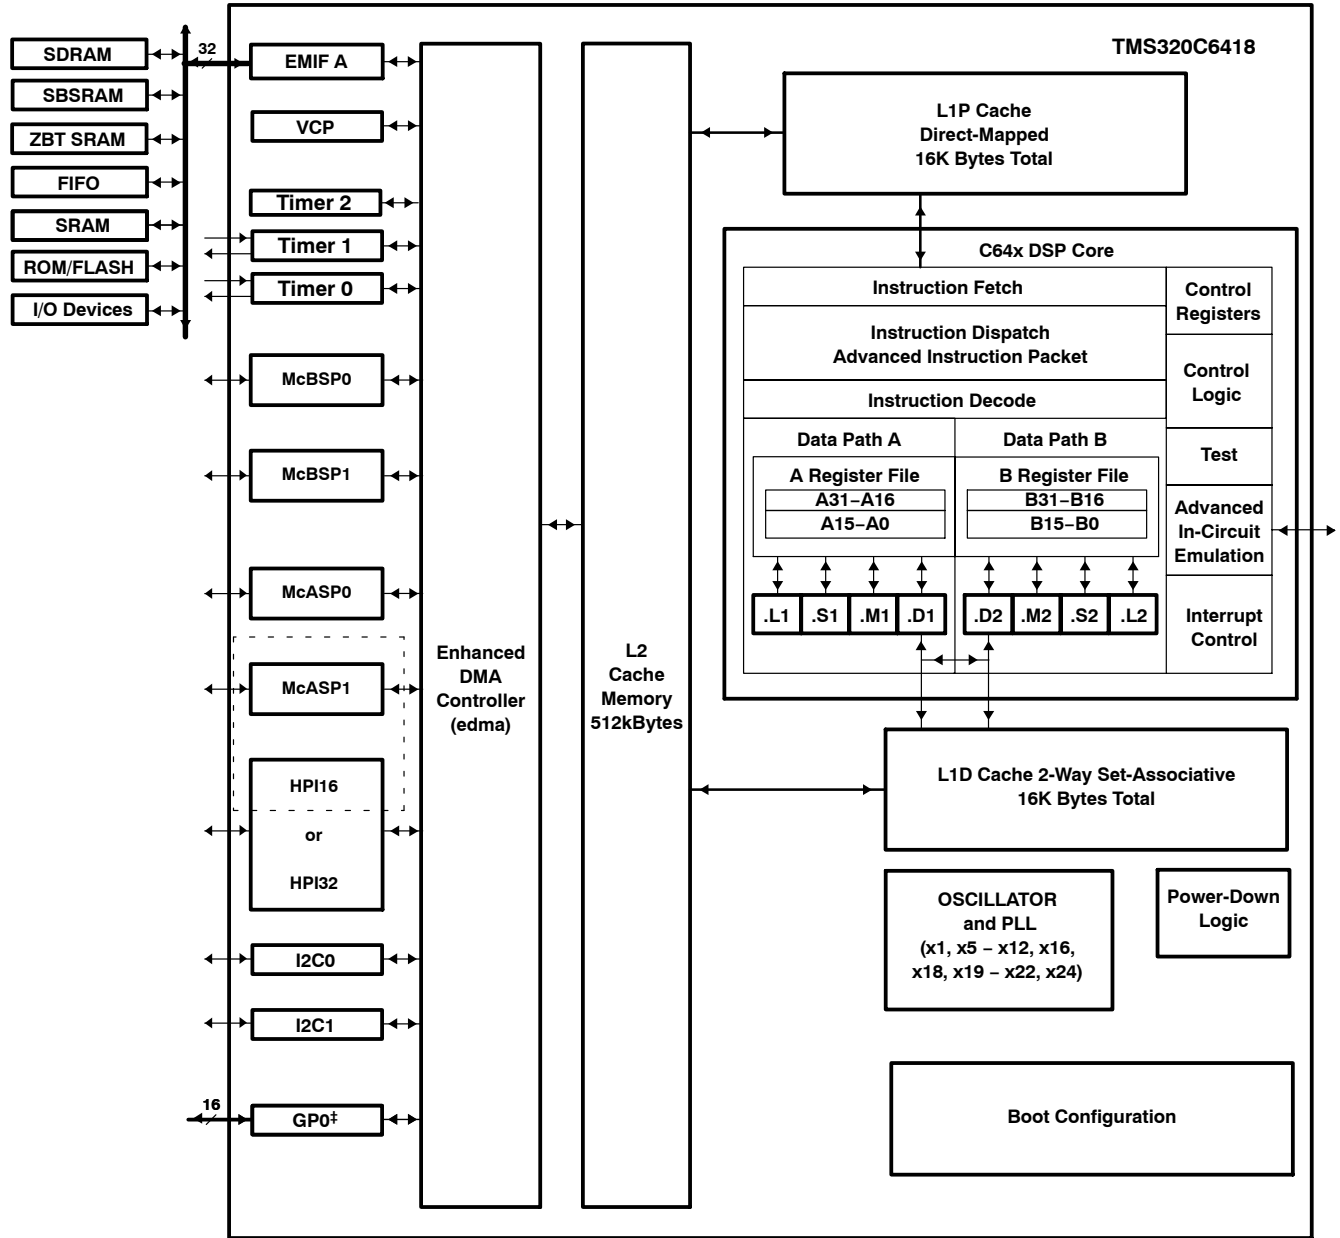 TMS320C6418
SDRAM
SBSRAM
ZBT SRAM
FIFO
SRAM
ROM/FLASH
I/O Devices
32
EMIF A
VCP
Timer 2
Timer 1
Timer 0
McBSP0
McBSP1
McASP0
McASP1
HPI16
or
HPI32
I2C0
I2C1
16
GP0‡
Enhanced
DMA
Controller
(edma)
L2
Cache
Memory
512kBytes
L1P Cache
Direct-Mapped
16K Bytes Total
C64x DSP Core
Instruction Fetch
Instruction Dispatch
Advanced Instruction Packet
Instruction Decode
Data Path A
Data Path B
A Register File
A31–A16
A15–A0
B Register File
B31–B16
B15–B0
.L1 .S1 .M1 .D1
.D2 .M2 .S2 .L2
Control
Registers
Control
Logic
Test
Advanced
In-Circuit
Emulation
Interrupt
Control
L1D Cache 2-Way Set-Associative
16K Bytes Total
OSCILLATOR
and PLL
(x1, x5 – x12, x16,
x18, x19 – x22, x24)
Power-Down
Logic
Boot Configuration